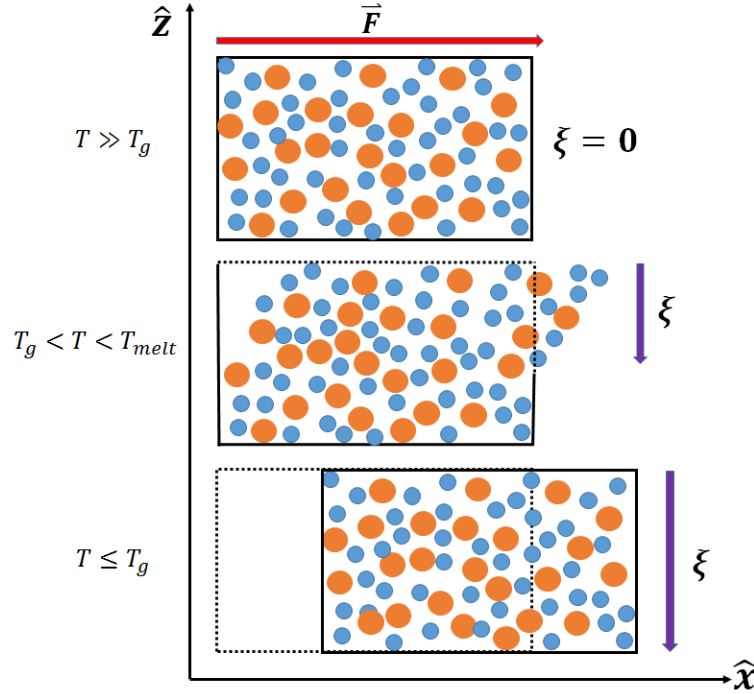 ẑ
F⃗
T ≫ T_g
ξ = 0
T_g < T < T_melt
ξ
T ≤ T_g
ξ
x̂